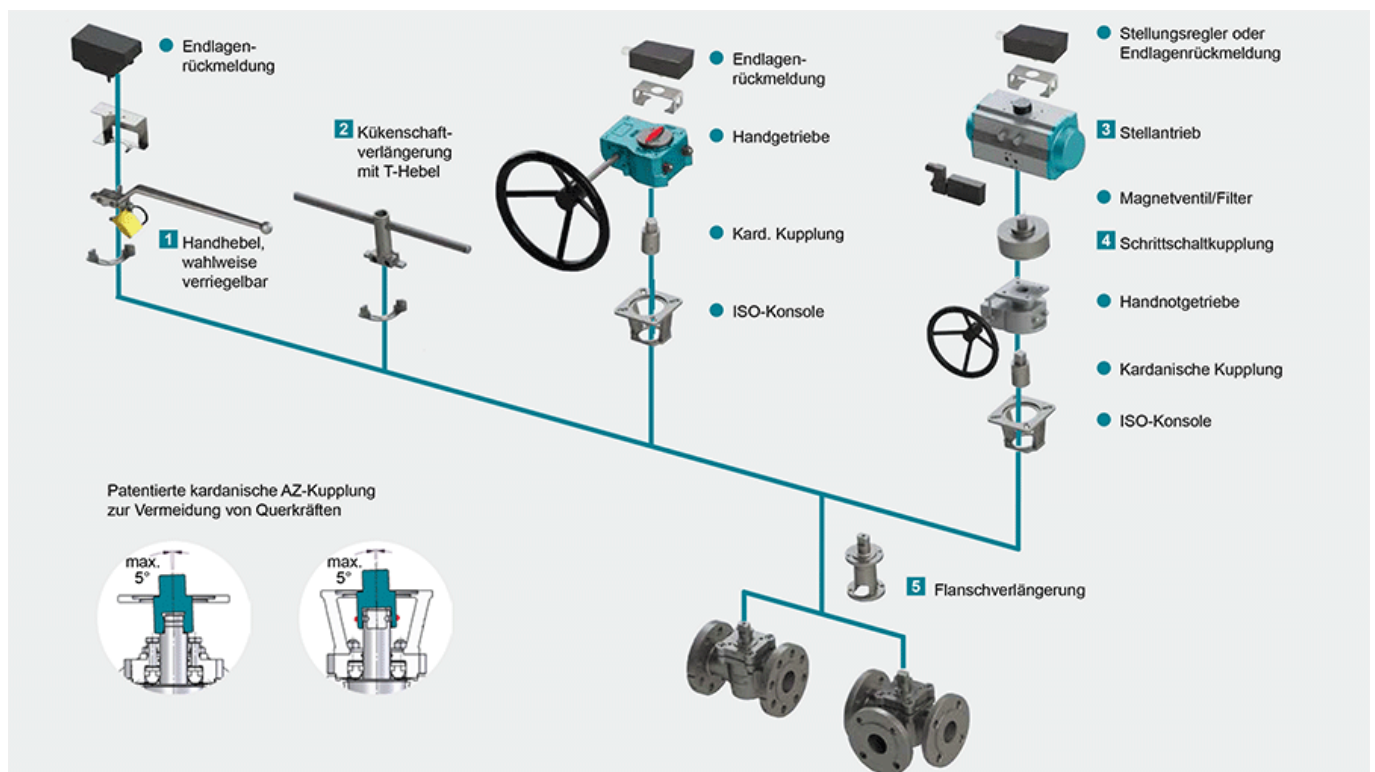 Endlagen-
rückmeldung
1 Handhebel,
wahlweise
verriegelbar
2 Kükenschaft-
verlängerung
mit T-Hebel
Endlagen-
rückmeldung
Handgetriebe
Kard. Kupplung
ISO-Konsole
Stellungsregler oder
Endlagenrückmeldung
3 Stellantrieb
Magnetventil/Filter
4 Schrittschaltkupplung
Handnotgetriebe
Kardanische Kupplung
ISO-Konsole
5 Flanschverlängerung
Patentierte kardanische AZ-Kupplung
zur Vermeidung von Querkräften
max.
5°
max.
5°